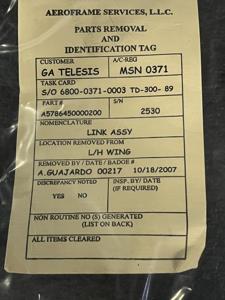 AEROFRAME SERVICES, L.L.C.
PARTS REMOVAL
AND
IDENTIFICATION TAG
CUSTOMER A/C-REG
GA TELESIS MSN 0371
TASK CARD
S/O 6800-0371-0003 TD-300- 89
PART # S/N
A5786450000200 2530
NOMENCLATURE
LINK ASSY
LOCATION REMOVED FROM
L/H WING
REMOVED BY / DATE / BADGE #
A.GUAJARDO 00217 10/18/2007
DISCREPANCY NOTED INSP. BY/ DATE
YES NO (IF REQUIRED)
NON ROUTINE NO (S) GENERATED
(LIST ON BACK)
ALL ITEMS CLEARED